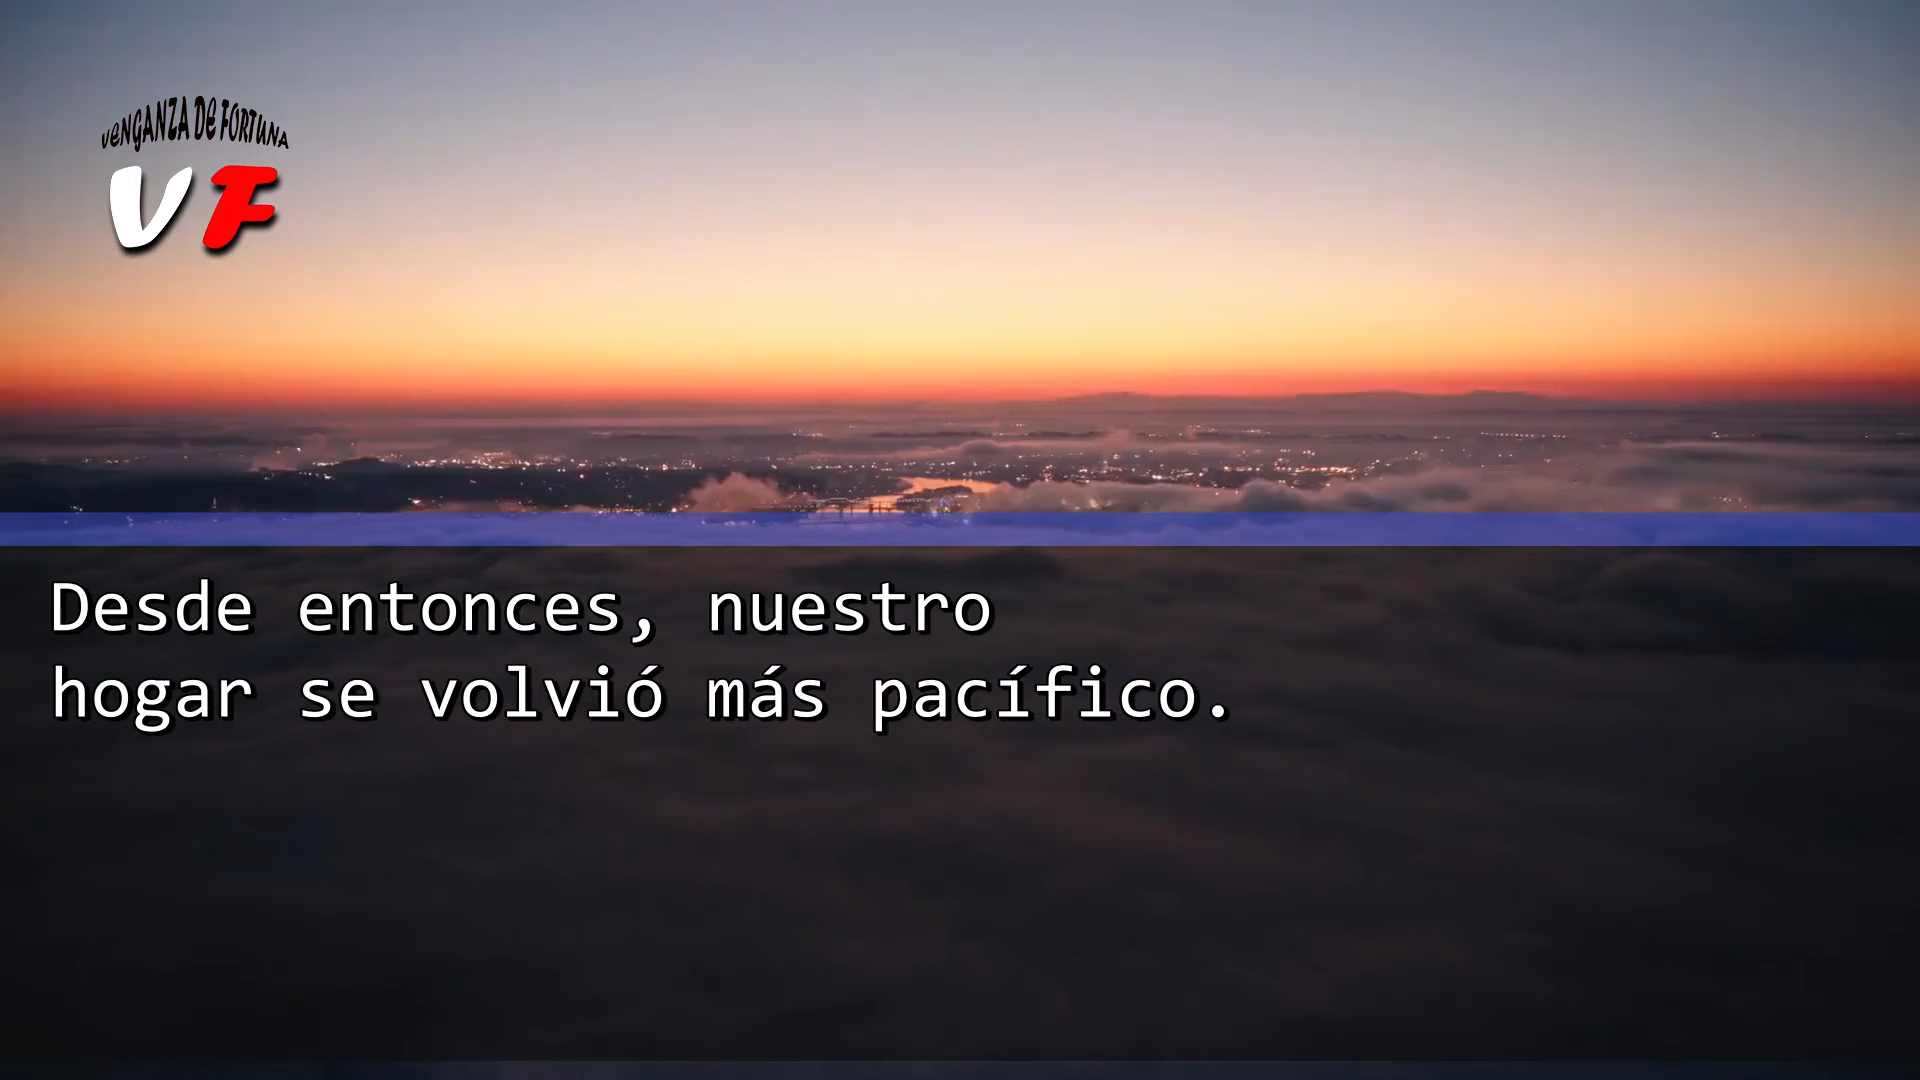 VENGANZA DE FORTUNA
VF
Desde entonces, nuestro
hogar se volvió más pacífico.